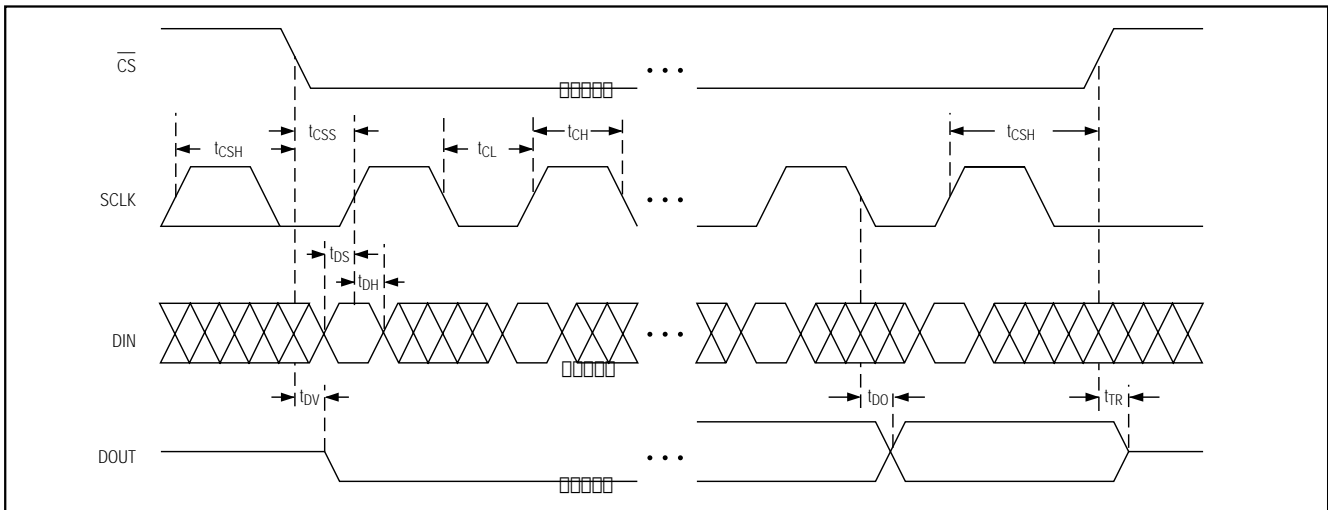 CS
• • •
tCSS
tCH
tCSH
tCSH
tCL
SCLK
• • •
tDS
tDH
DIN
• • •
tDV
tDO
tTR
DOUT
• • •